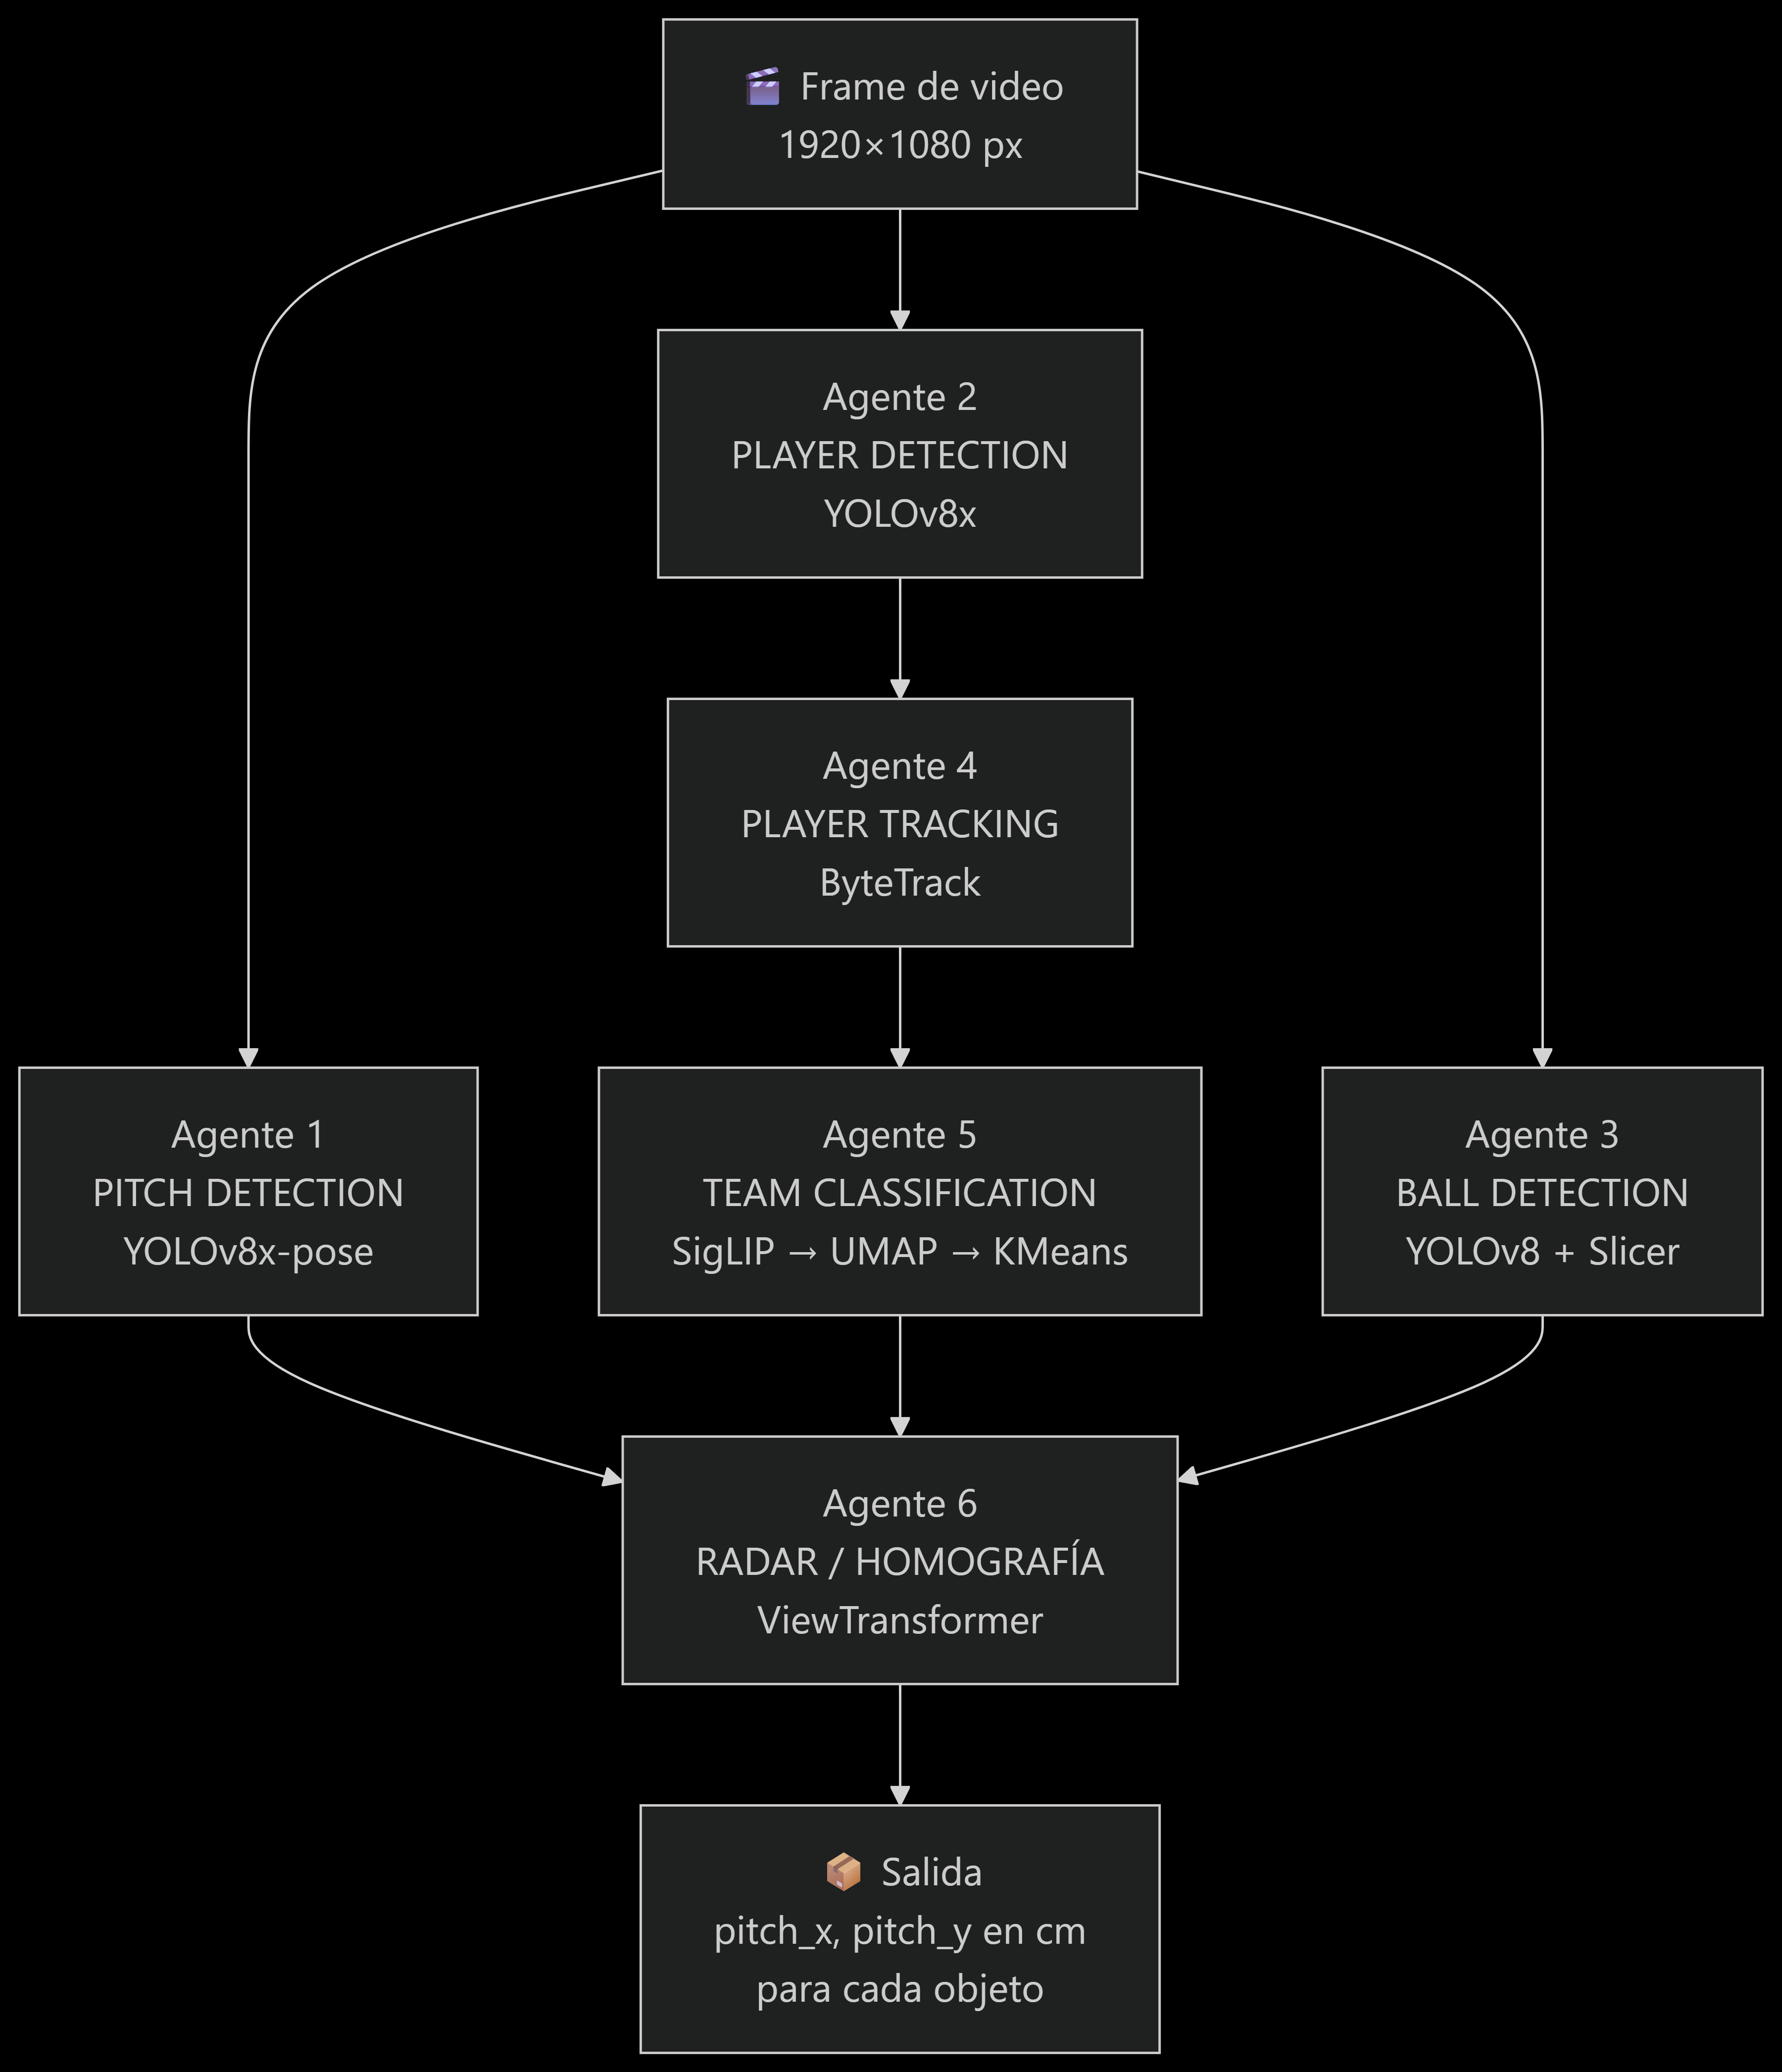 🎬 Frame de video
1920×1080 px
Agente 2
PLAYER DETECTION
YOLOv8x
Agente 4
PLAYER TRACKING
ByteTrack
Agente 1
PITCH DETECTION
YOLOv8x-pose
Agente 5
TEAM CLASSIFICATION
SigLIP → UMAP → KMeans
Agente 3
BALL DETECTION
YOLOv8 + Slicer
Agente 6
RADAR / HOMOGRAFÍA
ViewTransformer
📦 Salida
pitch_x, pitch_y en cm
para cada objeto